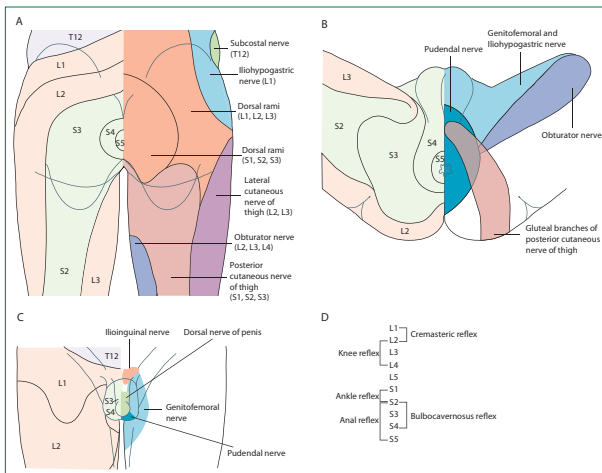 A
T12
L1
L2
S3
S4
S5
S2
L3
Subcostal nerve
(T12)
Iliohypogastric
nerve (L1)
Dorsal rami
(L1, L2, L3)
Dorsal rami
(S1, S2, S3)
Lateral
cutaneous
nerve of
thigh (L2, L3)
Obturator nerve
(L2, L3, L4)
Posterior
cutaneous nerve
of thigh
(S1, S2, S3)
B
Genitofemoral and
Iliohypogastric nerve
Pudendal nerve
L3
S2
S3
S4
S5
L2
Obturator nerve
Gluteal branches of
posterior cutaneous
nerve of thigh
C
Ilioinguinal nerve
Dorsal nerve of penis
T12
L1
S3
S4
L2
Genitofemoral
nerve
Pudendal nerve
D
L1
Cremasteric reflex
L2
Knee reflex
L3
L4
L5
Ankle reflex
S1
S2
Anal reflex
S3
Bulbocavernosus reflex
S4
S5